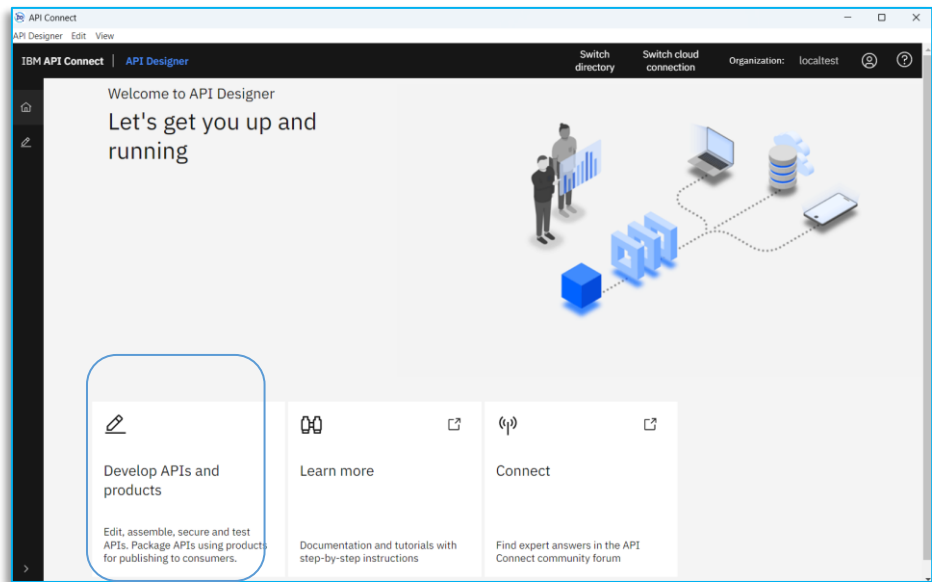 API Connect
API Designer Edit View
IBM API Connect | API Designer
Switch directory
Switch cloud connection
Organization: localtest
Welcome to API Designer
Let's get you up and
running
Develop APIs and
products
Edit, assemble, secure and test
APIs. Package APIs using products
for publishing to consumers.
Learn more
Documentation and tutorials with
step-by-step instructions
Connect
Find expert answers in the API
Connect community forum